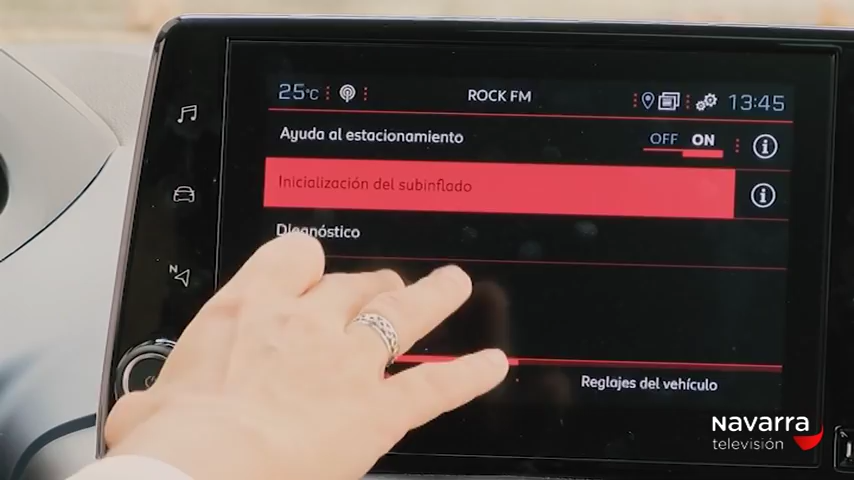 25°C
ROCK FM
13:45
Ayuda al estacionamiento
OFF ON
Inicialización del subinflado
Diagnóstico
N
Reglajes del vehículo
Navarra
televisión